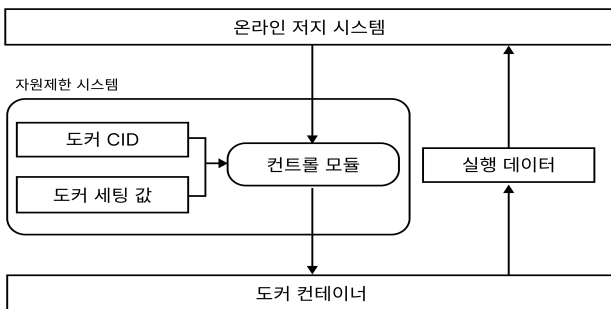 온라인 저지 시스템
자원제한 시스템
도커 CID
컨트롤 모듈
실행 데이터
도커 세팅 값
도커 컨테이너